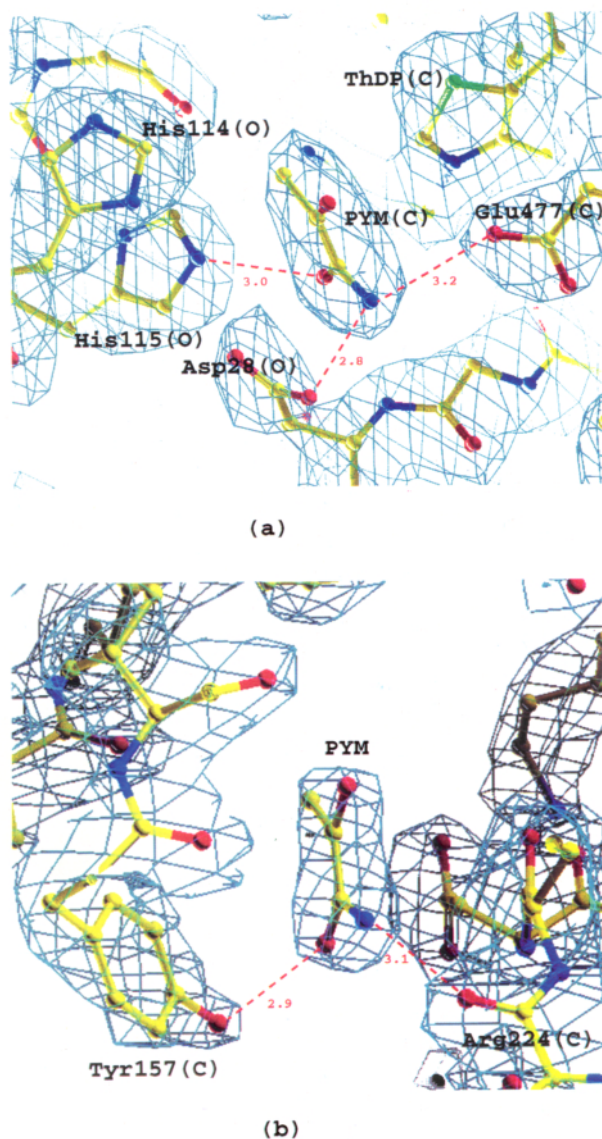 ThDP(C)
His114(O)
PYM(C)
Glu477(C)
3.0
3.2
His115(O)
Asp28(O)
2.8
(a)
PYM
3.1
2.9
Arg224(C)
Tyr157(C)
(b)